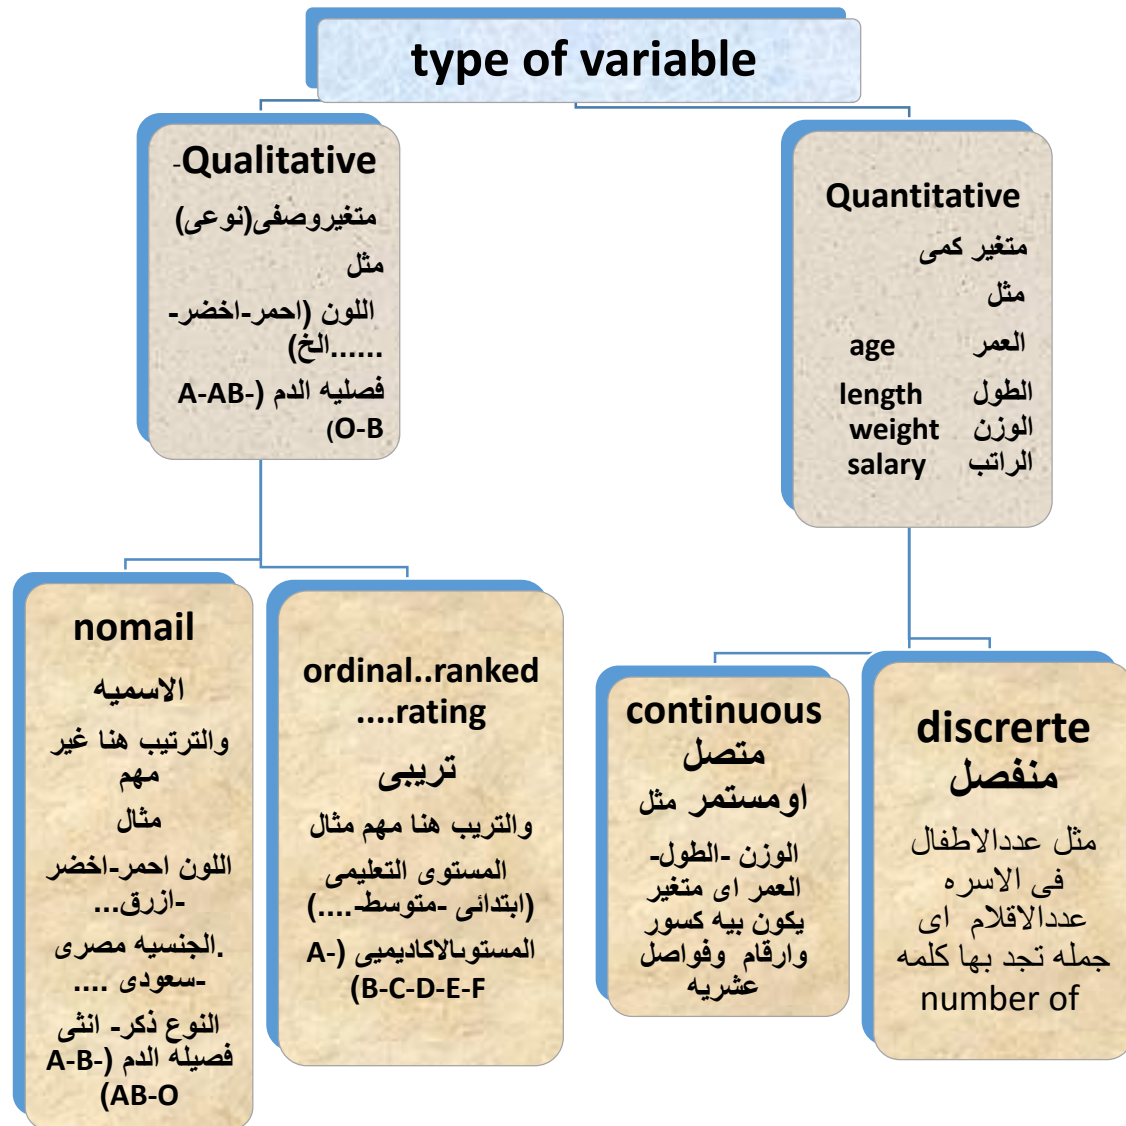 type of variable
-Qualitative
متغيروصفى(نوعى)
مثل
اللون (احمر-اخضر-
......الخ)
فصليه الدم (A-AB-
O-B)
Quantitative
متغير كمى
مثل
العمر age
الطول length
الوزن weight
الراتب salary
nomail
الاسميه
والترتيب هنا غير
مهم
مثال
اللون احمر-اخضر
-ازرق...
.الجنسيه مصرى
-سعودى ....
النوع ذكر- انثى
فصيله الدم (A-B-
AB-O)
ordinal..ranked
....rating
تريبى
والتريب هنا مهم مثال
المستوى التعليمى
(ابتدائى -متوسط-....)
المستوىالاكاديميى (A-
B-C-D-E-F)
continuous
متصل
اومستمر مثل
الوزن -الطول-
العمر اى متغير
يكون بيه كسور
وارقام وفواصل
عشريه
discrerte
منفصل
مثل عددالاطفال
فى الاسره
عددالاقلام اى
جمله تجد بها كلمه
number of